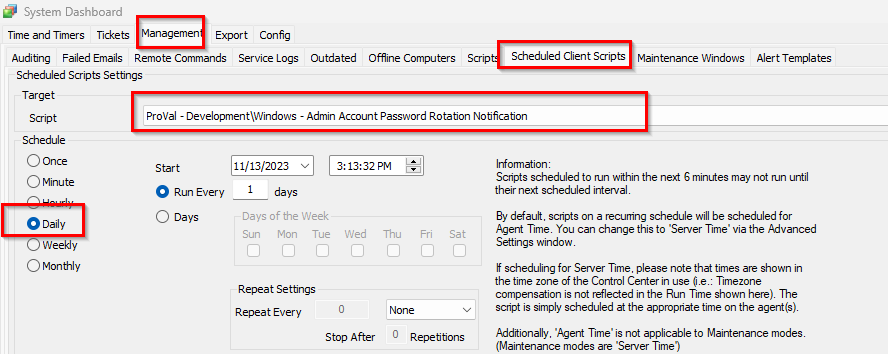 System Dashboard
Time and Timers Tickets Management Export Config
Auditing Failed Emails Remote Commands Service Logs Outdated Offline Computers Scripts Scheduled Client Scripts Maintenance Windows Alert Templates
Scheduled Scripts Settings
Target
Script ProVal - Development\Windows - Admin Account Password Rotation Notification
Schedule
Once
Minute
Hourly
Daily
Weekly
Monthly
Start 11/13/2023 3:13:32 PM
Run Every 1 days
Days
Days of the Week
Sun Mon Tue Wed Thu Fri Sat
Repeat Settings
Repeat Every 0 None
Stop After 0 Repetitions
Information:
Scripts scheduled to run within the next 6 minutes may not run until
their next scheduled interval.
By default, scripts on a recurring schedule will be scheduled for
Agent Time. You can change this to 'Server Time' via the Advanced
Settings window.
If scheduling for Server Time, please note that times are shown in
the time zone of the Control Center in use (i.e.: Timezone
compensation is not reflected in the Run Time shown here). The
script is simply scheduled at the appropriate time on the agent(s).
Additionally, 'Agent Time' is not applicable to Maintenance modes.
(Maintenance modes are 'Server Time')